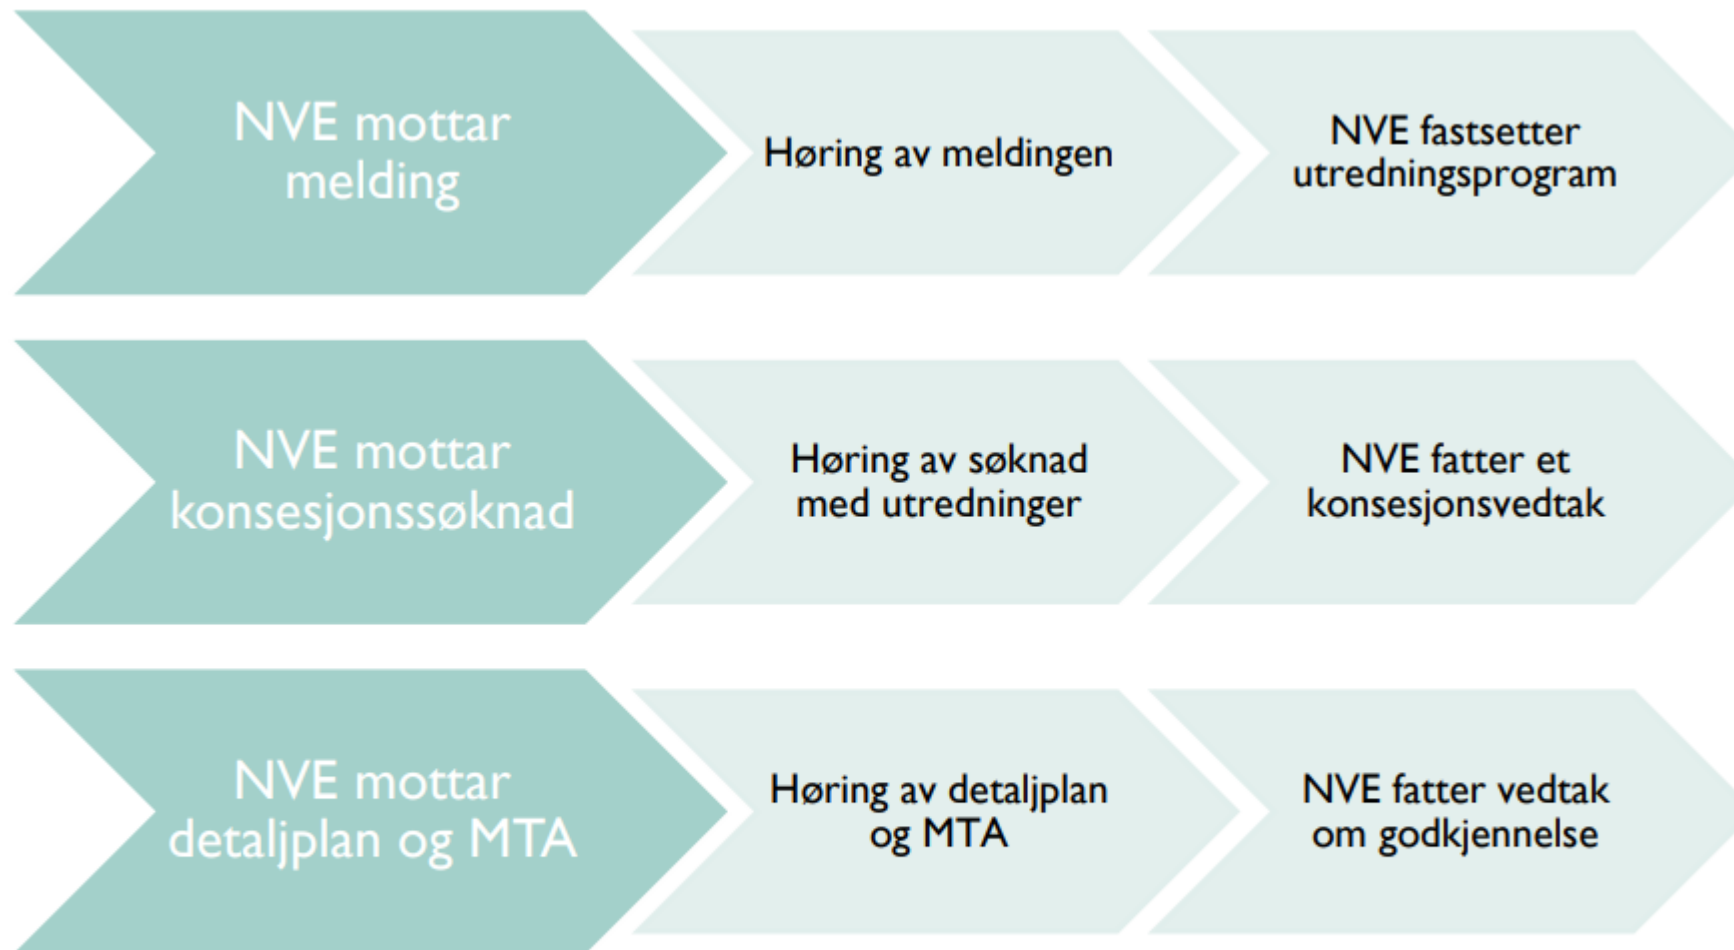 NVE mottar
melding
Høring av meldingen
NVE fastsetter
utredningsprogram
NVE mottar
konsesjonssøknad
Høring av søknad
med utredninger
NVE fatter et
konsesjonsvedtak
NVE mottar
detaljplan og MTA
Høring av detaljplan
og MTA
NVE fatter vedtak
om godkjennelse